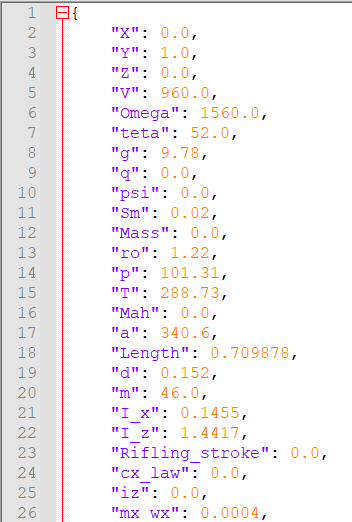 1 {
2 "X": 0.0,
3 "Y": 1.0,
4 "Z": 0.0,
5 "V": 960.0,
6 "Omega": 1560.0,
7 "teta": 52.0,
8 "g": 9.78,
9 "q": 0.0,
10 "psi": 0.0,
11 "Sm": 0.02,
12 "Mass": 0.0,
13 "ro": 1.22,
14 "p": 101.31,
15 "T": 288.73,
16 "Mah": 0.0,
17 "a": 340.6,
18 "Length": 0.709878,
19 "d": 0.152,
20 "m": 46.0,
21 "I_x": 0.1455,
22 "I_z": 1.4417,
23 "Rifling_stroke": 0.0,
24 "cx_law": 0.0,
25 "iz": 0.0,
26 "mx_wx": 0.0004,